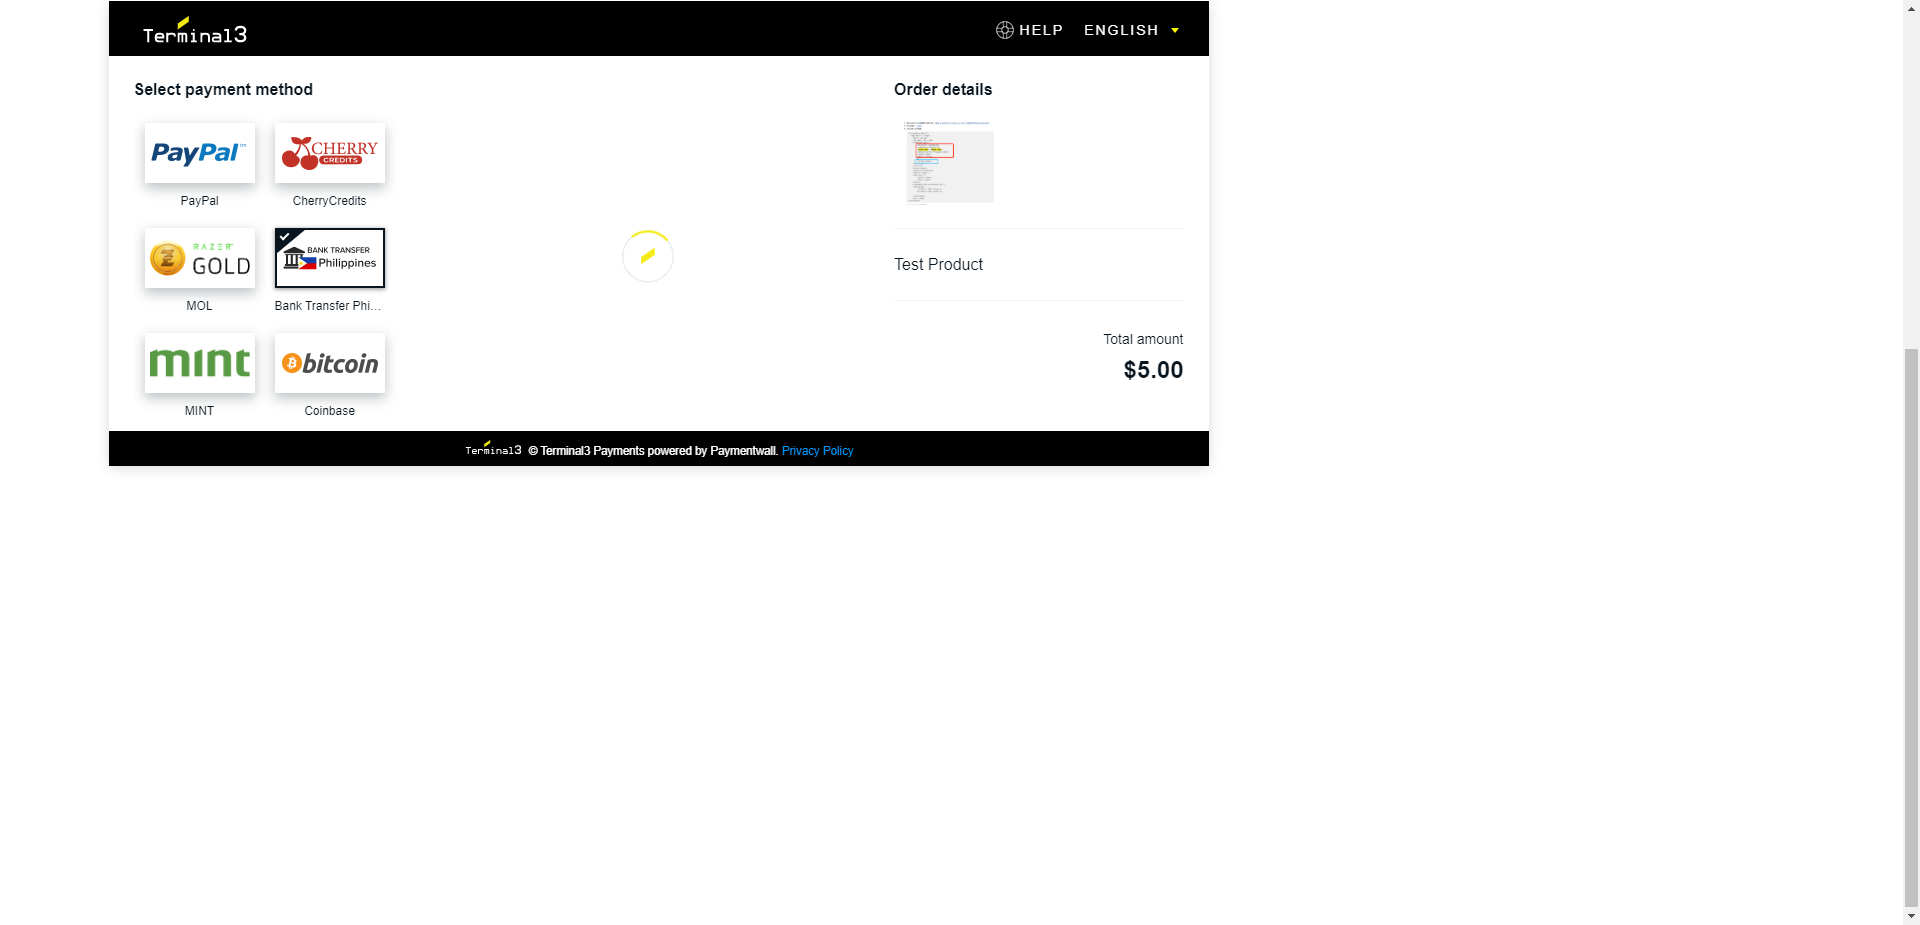 Terminal3
HELP
ENGLISH
Select payment method
Order details
PayPal™
CHERRY
CREDITS
PayPal
CherryCredits
RAZER
GOLD
BANK TRANSFER
Philippines
MOL
Bank Transfer Phi...
Test Product
mint
bitcoin
MINT
Coinbase
Total amount
$5.00
Terminal3 © Terminal3 Payments powered by Paymentwall. Privacy Policy